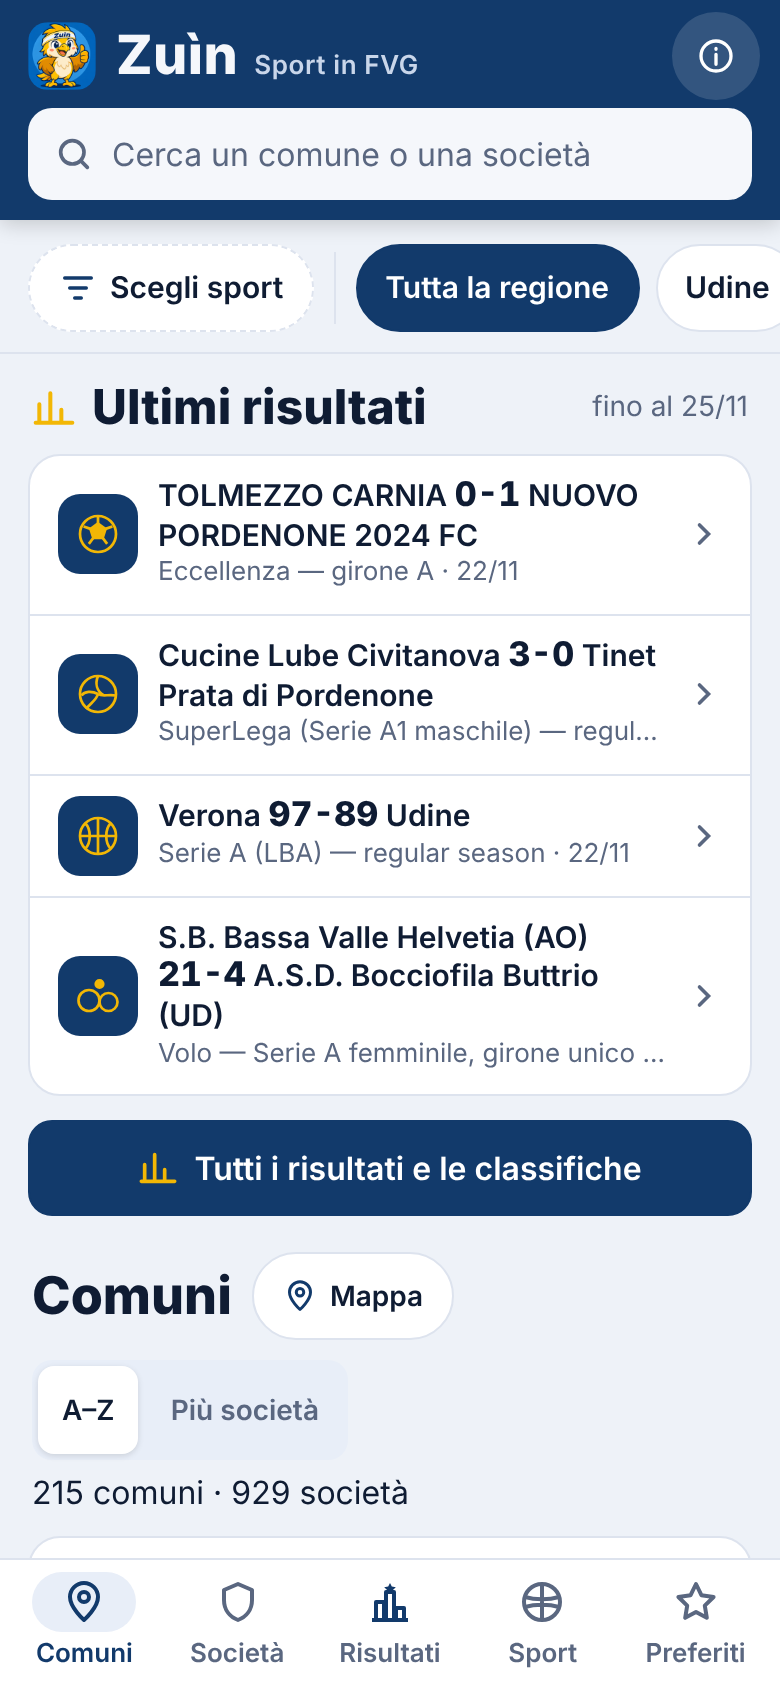 Zuìn
Zuìn Sport in FVG
Cerca un comune o una società
Scegli sport
Tutta la regione
Udine
Ultimi risultati
fino al 25/11
TOLMEZZO CARNIA 0-1 NUOVO
PORDENONE 2024 FC
Eccellenza — girone A · 22/11
Cucine Lube Civitanova 3-0 Tinet
Prata di Pordenone
SuperLega (Serie A1 maschile) — regul...
Verona 97-89 Udine
Serie A (LBA) — regular season · 22/11
S.B. Bassa Valle Helvetia (AO)
21-4 A.S.D. Bocciofila Buttrio
(UD)
Volo — Serie A femminile, girone unico ...
Tutti i risultati e le classifiche
Comuni
Mappa
A–Z
Più società
215 comuni · 929 società
Comuni
Società
Risultati
Sport
Preferiti